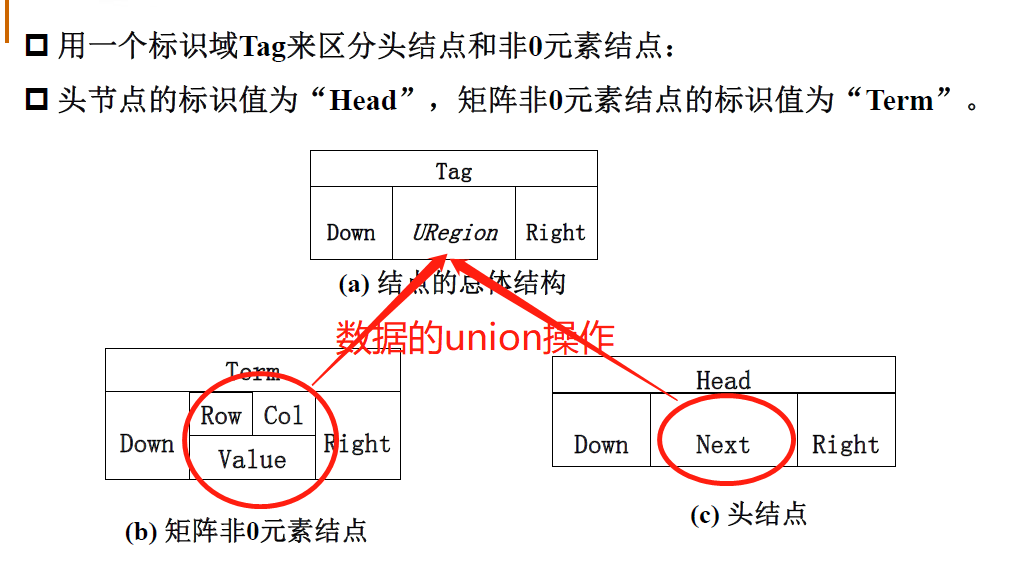 用一个标识域Tag来区分头结点和非0元素结点：
头节点的标识值为“Head”，矩阵非0元素结点的标识值为“Term”。
Tag
Down URegion Right
(a) 结点的总体结构
数据的union操作
Term
Row Col
Down Right
Value
(b) 矩阵非0元素结点
Head
Down Next Right
(c) 头结点